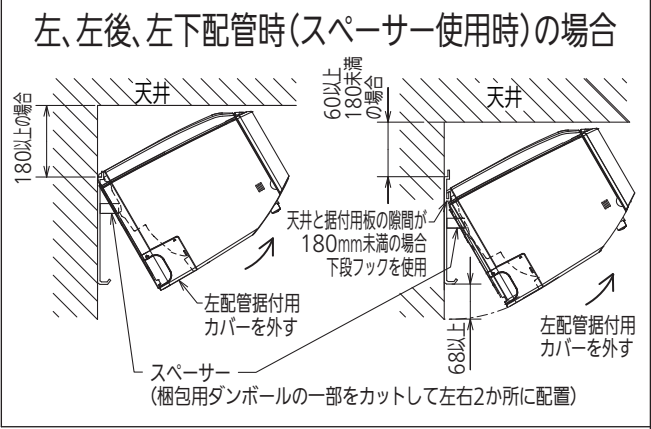 左、左後、左下配管時(スペーサー使用時)の場合
天井
180以上の場合
60以上
180未満
の場合
天井
天井と据付用板の隙間が
180mm未満の場合
下段フックを使用
左配管据付用
カバーを外す
68以上
左配管据付用
カバーを外す
スペーサー
(梱包用ダンボールの一部をカットして左右2か所に配置)